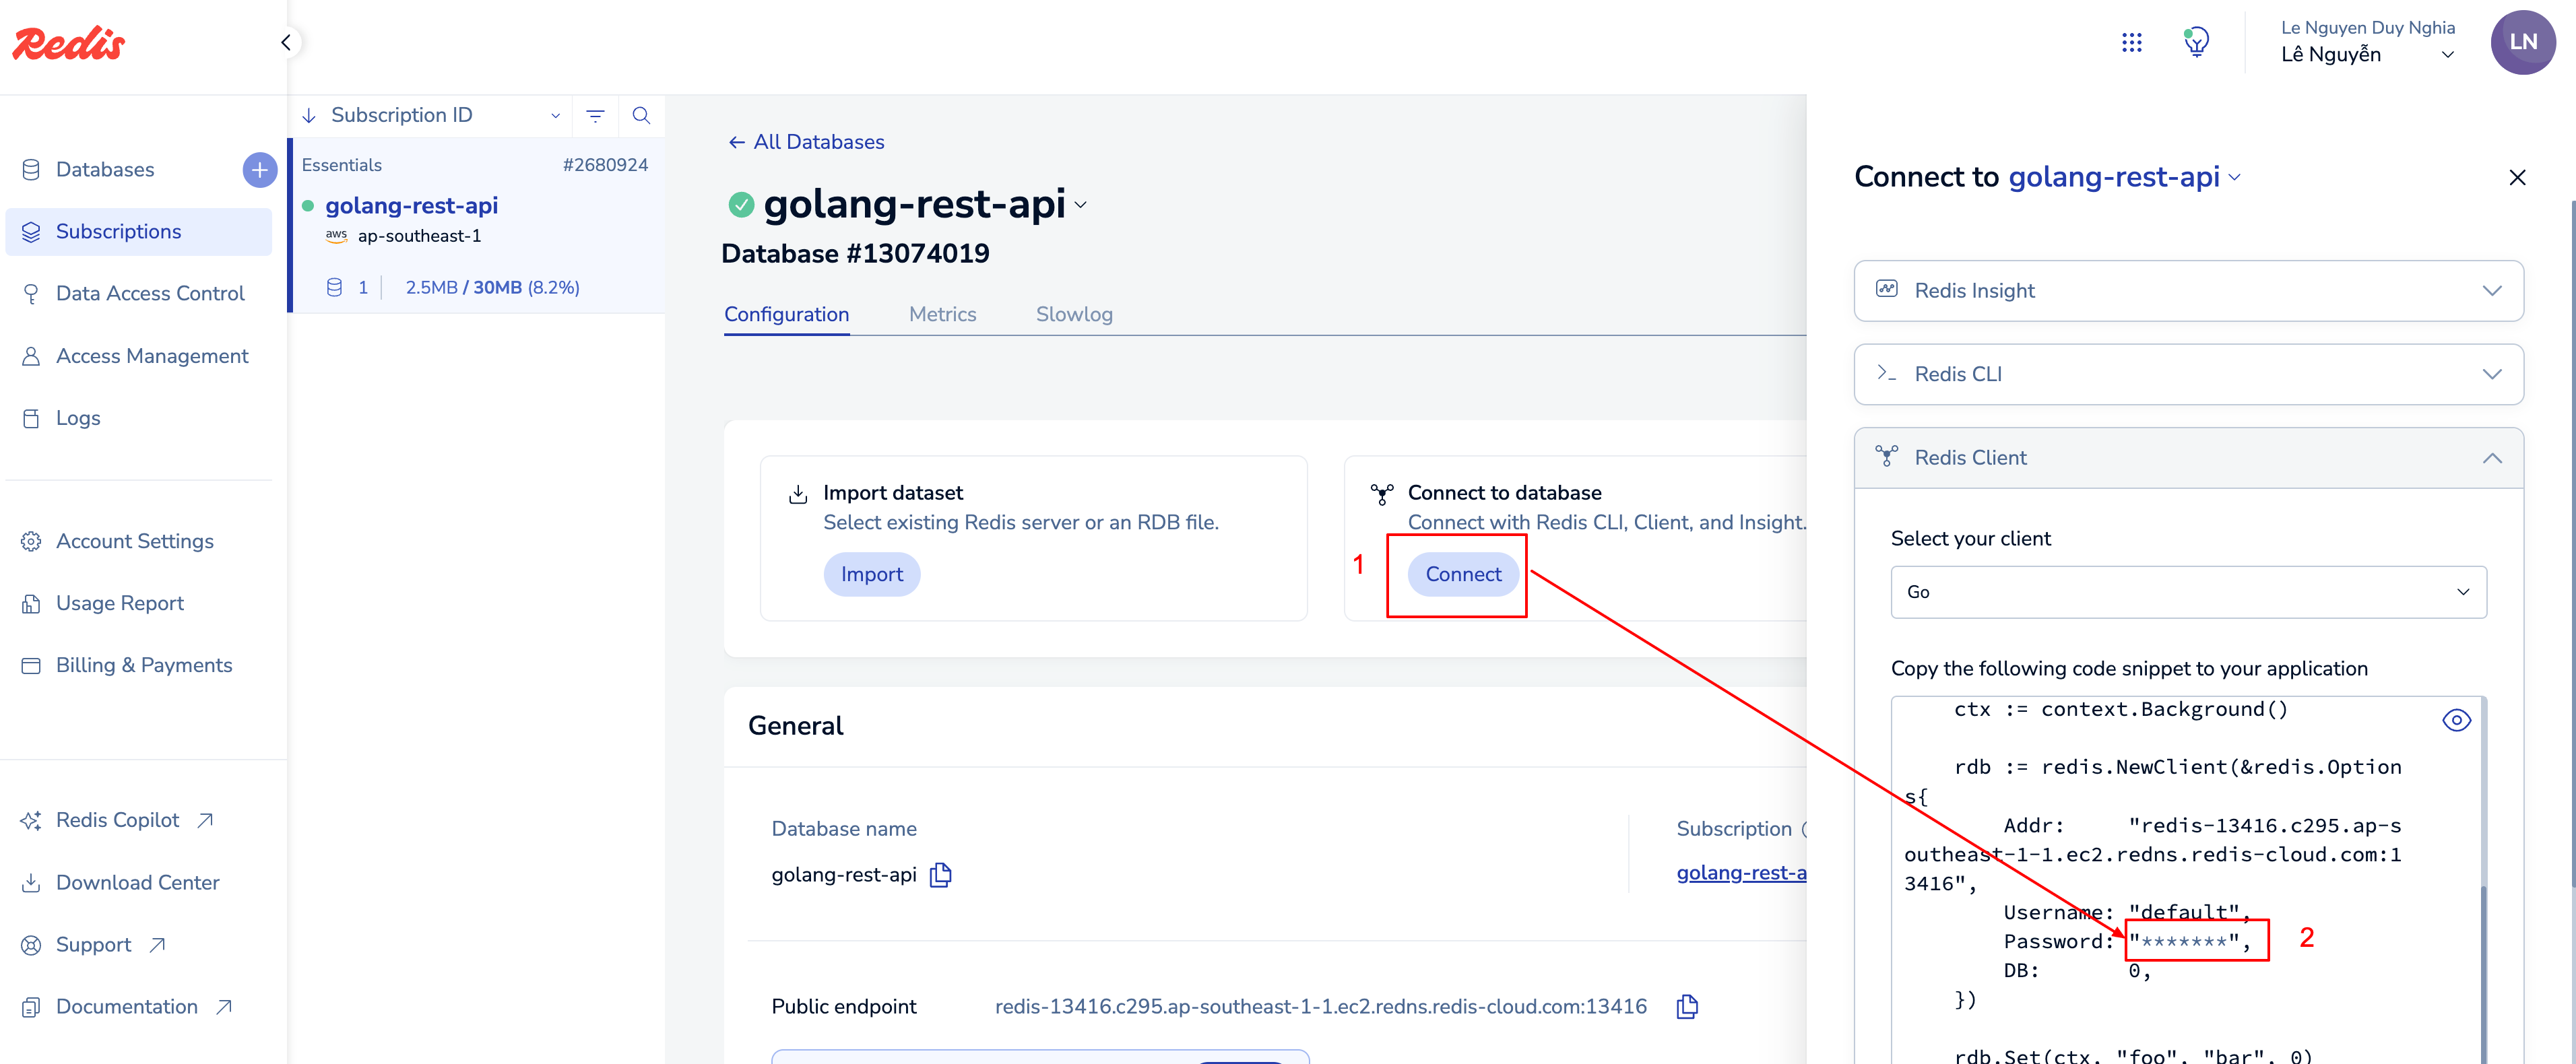 Redis
Le Nguyen Duy Nghia
Lê Nguyễn
LN
Databases
Subscriptions
Data Access Control
Access Management
Logs
Account Settings
Usage Report
Billing & Payments
Redis Copilot
Download Center
Support
Documentation
Subscription ID
Essentials #2680924
golang-rest-api
aws ap-southeast-1
1 2.5MB / 30MB (8.2%)
All Databases
golang-rest-api
Database #13074019
Configuration Metrics Slowlog
Import dataset
Select existing Redis server or an RDB file.
Import
Connect to database
Connect with Redis CLI, Client, and Insight.
1
Connect
General
Database name
golang-rest-api
Subscription
golang-rest-a
Public endpoint redis-13416.c295.ap-southeast-1-1.ec2.redns.redis-cloud.com:13416
Connect to golang-rest-api
Redis Insight
Redis CLI
Redis Client
Select your client
Go
Copy the following code snippet to your application
ctx := context.Background()
rdb := redis.NewClient(&redis.Option
s{
Addr: "redis-13416.c295.ap-s
outheast-1-1.ec2.redns.redis-cloud.com:1
3416",
Username: "default",
Password: "*******",
2
DB: 0,
})
rdb.Set(ctx, "foo", "bar", 0)